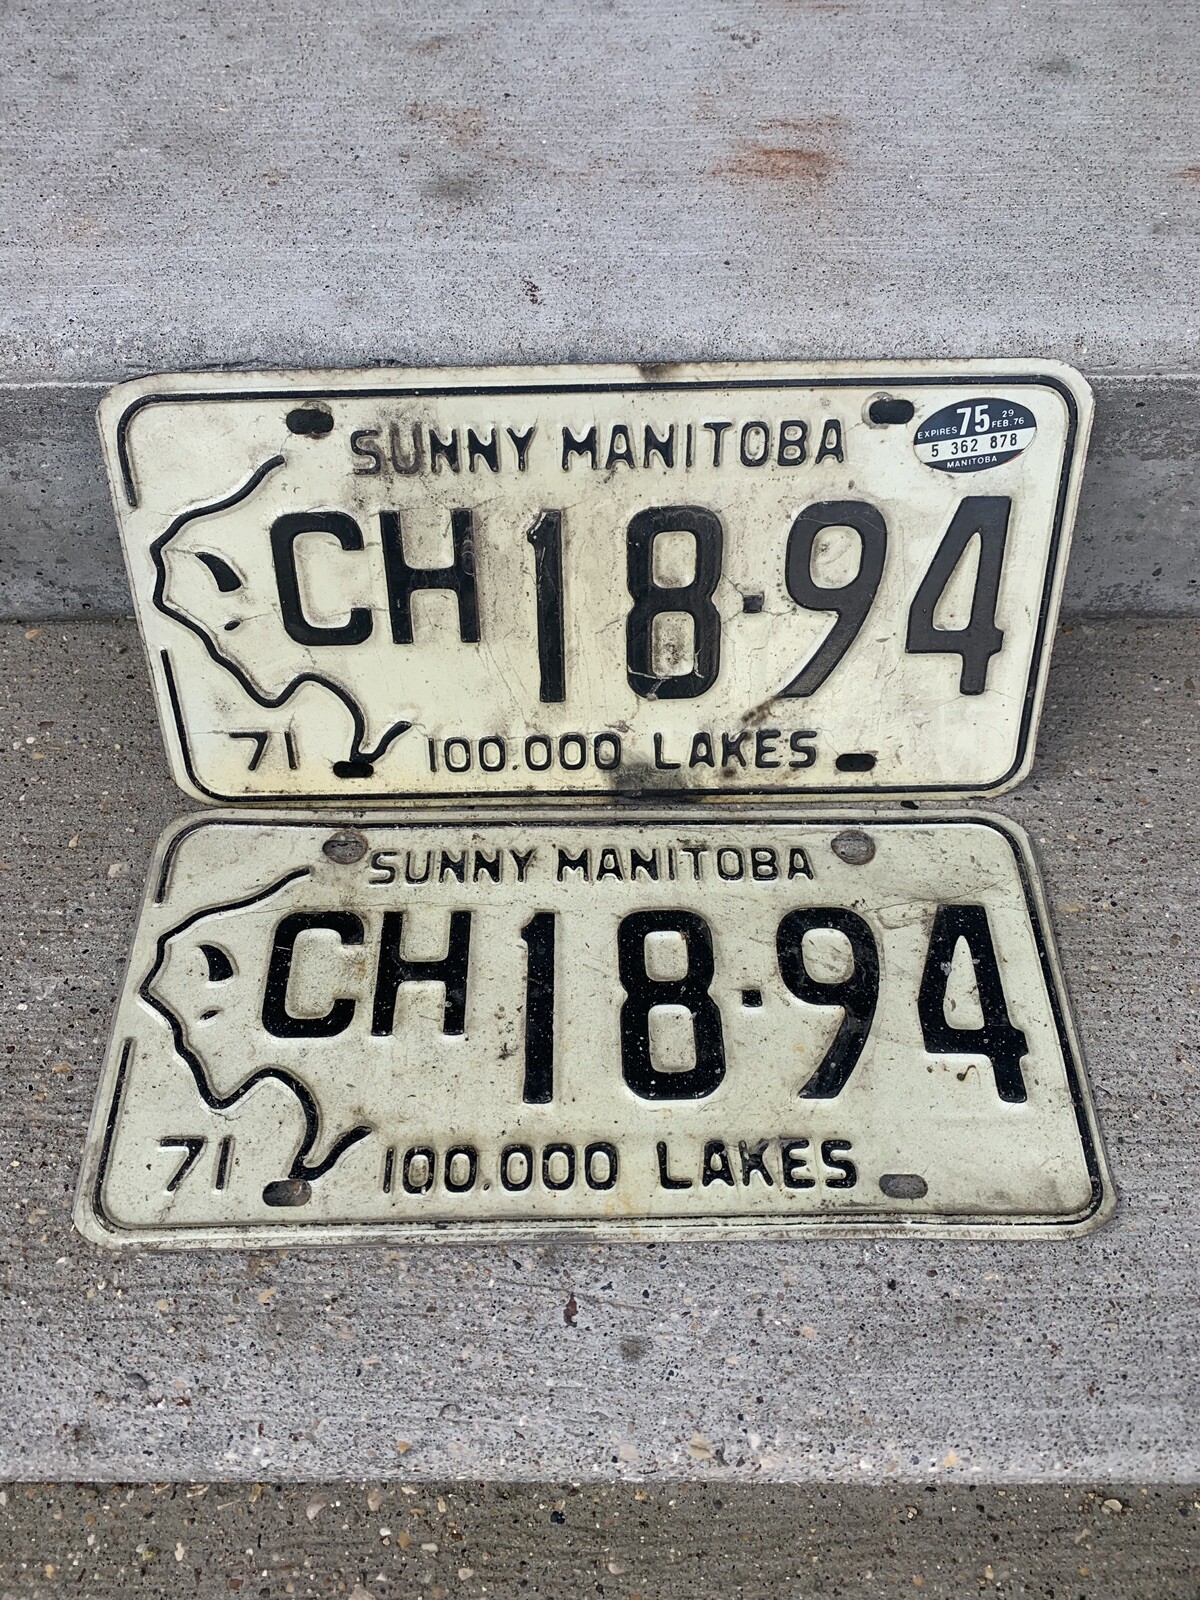 SUNNY MANITOBA
EXPIRES 75 29 FEB. 76
5 362 878
MANITOBA
CH 18·94
71 100.000 LAKES
SUNNY MANITOBA
CH 18·94
71 100.000 LAKES